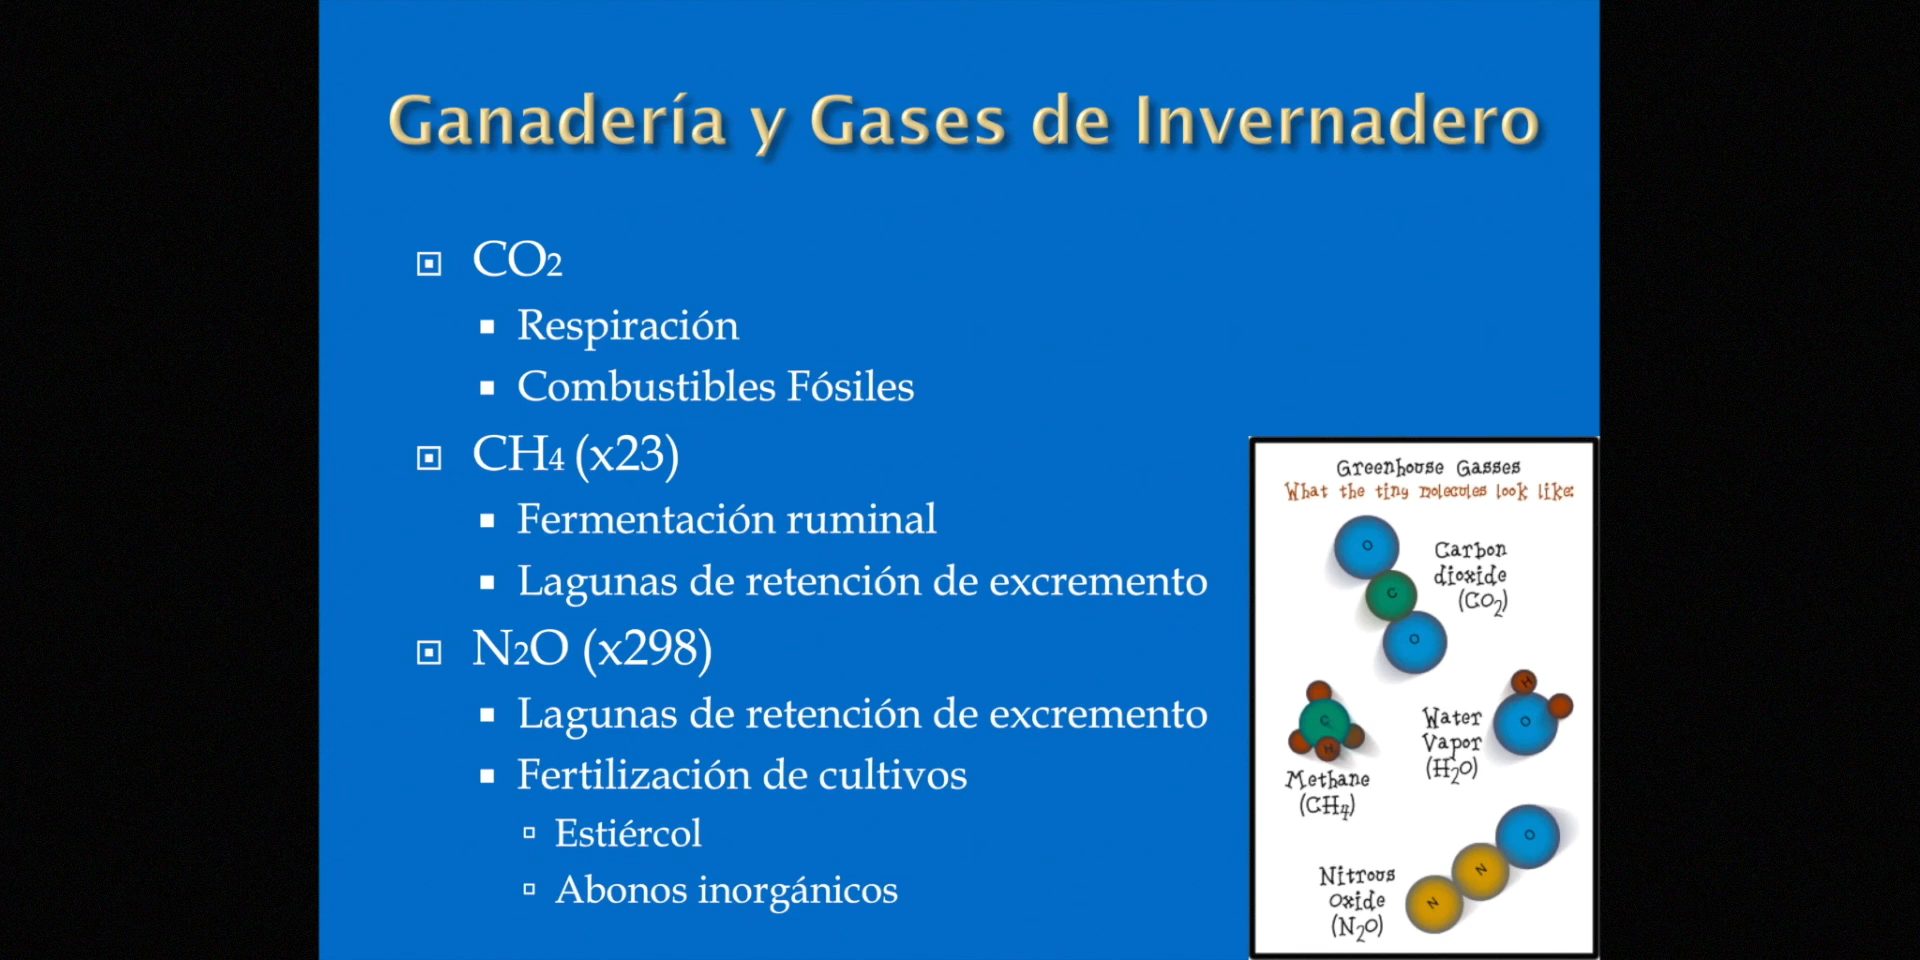 Ganadería y Gases de Invernadero
CO2
Respiración
Combustibles Fósiles
CH4 (x23)
Fermentación ruminal
Lagunas de retención de excremento
N2O (x298)
Lagunas de retención de excremento
Fertilización de cultivos
Estiércol
Abonos inorgánicos
Greenhouse Gasses
What the tiny molecules look like:
O
C
O
Carbon
dioxide
(CO2)
C
H
Methane
(CH4)
H
O
Water
Vapor
(H2O)
O
N
N
Nitrous
Oxide
(N2O)